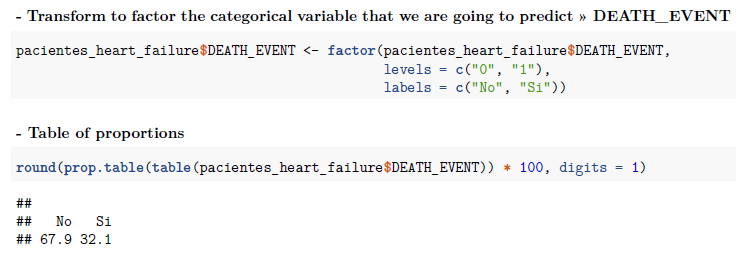 - Transform to factor the categorical variable that we are going to predict » DEATH_EVENT
pacientes_heart_failure$DEATH_EVENT <- factor(pacientes_heart_failure$DEATH_EVENT,
levels = c("0", "1"),
labels = c("No", "Si"))
- Table of proportions
round(prop.table(table(pacientes_heart_failure$DEATH_EVENT)) * 100, digits = 1)
##
## No Si
## 67.9 32.1